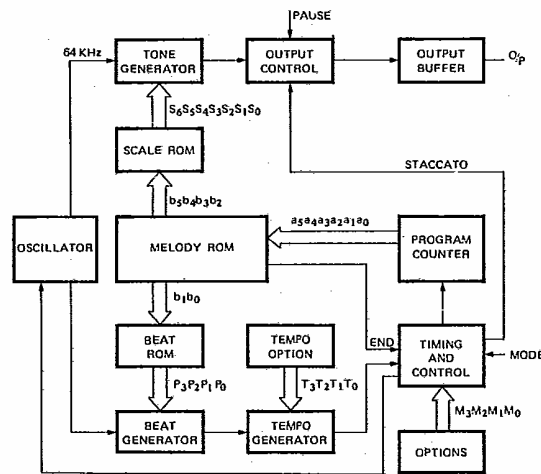 PAUSE
64 KHz
TONE
GENERATOR
OUTPUT
CONTROL
OUTPUT
BUFFER
O/P
S6S5S4S3S2S1S0
SCALE ROM
STACCATO
b5b4b3b2
a5a4a3a2a1a0
OSCILLATOR
MELODY ROM
PROGRAM
COUNTER
b1b0
END
BEAT
ROM
TEMPO
OPTION
TIMING
AND
CONTROL
MODE
P3P2P1P0
T3T2T1T0
M3M2M1M0
BEAT
GENERATOR
TEMPO
GENERATOR
OPTIONS